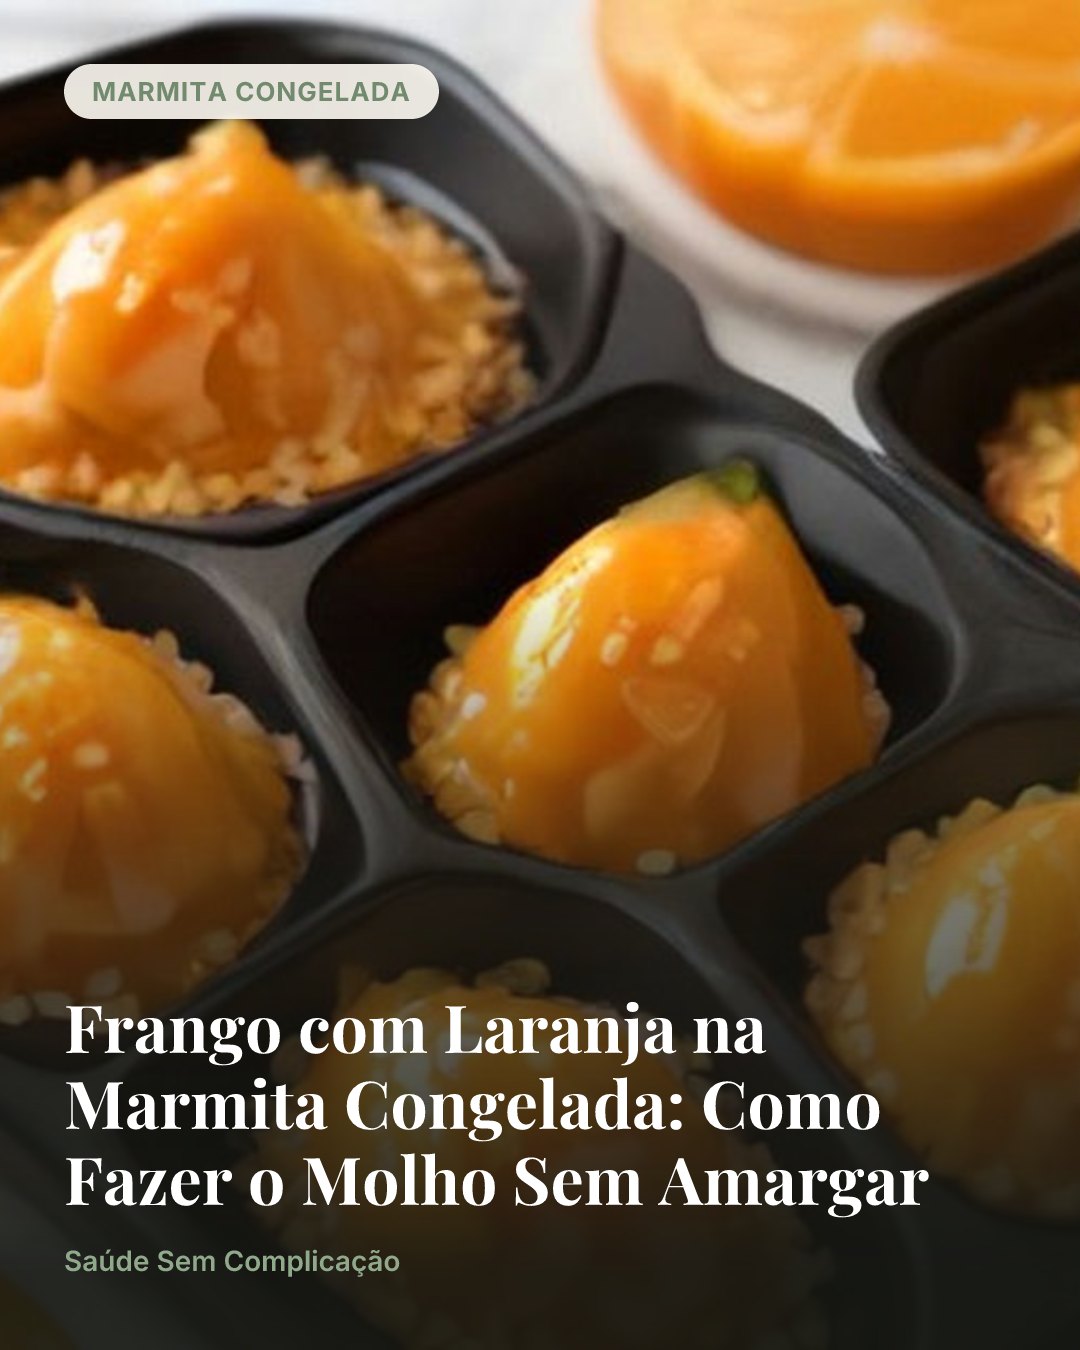 MARMITA CONGELADA
Frango com Laranja na
Marmita Congelada: Como
Fazer o Molho Sem Amargar
Saúde Sem Complicação